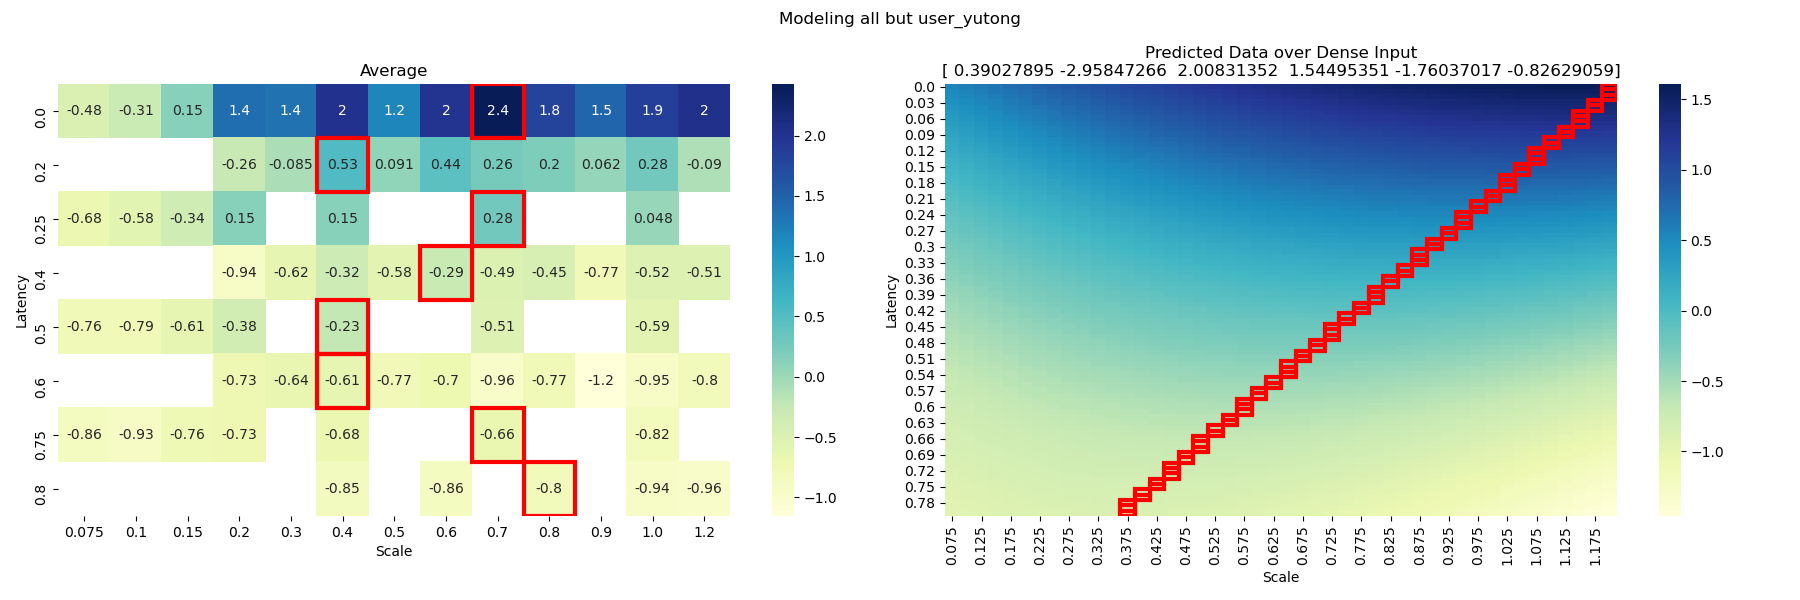 Modeling all but user_yutong
Average
0.0 -0.48 -0.31 0.15 1.4 1.4 2 1.2 2 2.4 1.8 1.5 1.9 2
0.2 -0.26 -0.085 0.53 0.091 0.44 0.26 0.2 0.062 0.28 -0.09
0.25 -0.68 -0.58 -0.34 0.15 0.15 0.28 0.048
0.4 -0.94 -0.62 -0.32 -0.58 -0.29 -0.49 -0.45 -0.77 -0.52 -0.51
0.5 -0.76 -0.79 -0.61 -0.38 -0.23 -0.51 -0.59
0.6 -0.73 -0.64 -0.61 -0.77 -0.7 -0.96 -0.77 -1.2 -0.95 -0.8
0.75 -0.86 -0.93 -0.76 -0.73 -0.68 -0.66 -0.82
0.8 -0.85 -0.86 -0.8 -0.94 -0.96
Latency
0.075 0.1 0.15 0.2 0.3 0.4 0.5 0.6 0.7 0.8 0.9 1.0 1.2
Scale
2.0
1.5
1.0
0.5
0.0
−0.5
−1.0
Predicted Data over Dense Input
[ 0.39027895 -2.95847266  2.00831352  1.54495351 -1.76037017 -0.82629059]
0.0
0.03
0.06
0.09
0.12
0.15
0.18
0.21
0.24
0.27
0.3
0.33
0.36
0.39
0.42
0.45
0.48
0.51
0.54
0.57
0.6
0.63
0.66
0.69
0.72
0.75
0.78
Latency
0.075 0.125 0.175 0.225 0.275 0.325 0.375 0.425 0.475 0.525 0.575 0.625 0.675 0.725 0.775 0.825 0.875 0.925 0.975 1.025 1.075 1.125 1.175
Scale
1.5
1.0
0.5
0.0
−0.5
−1.0